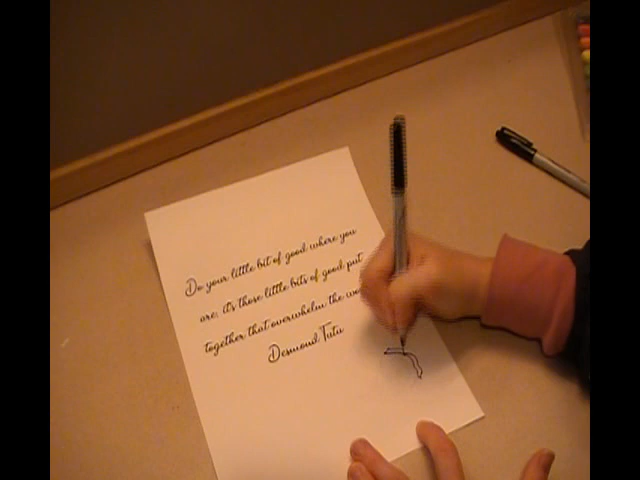 Do your little bit of good where you
are; it's those little bits of good put
together that overwhelm the
Desmond Tutu